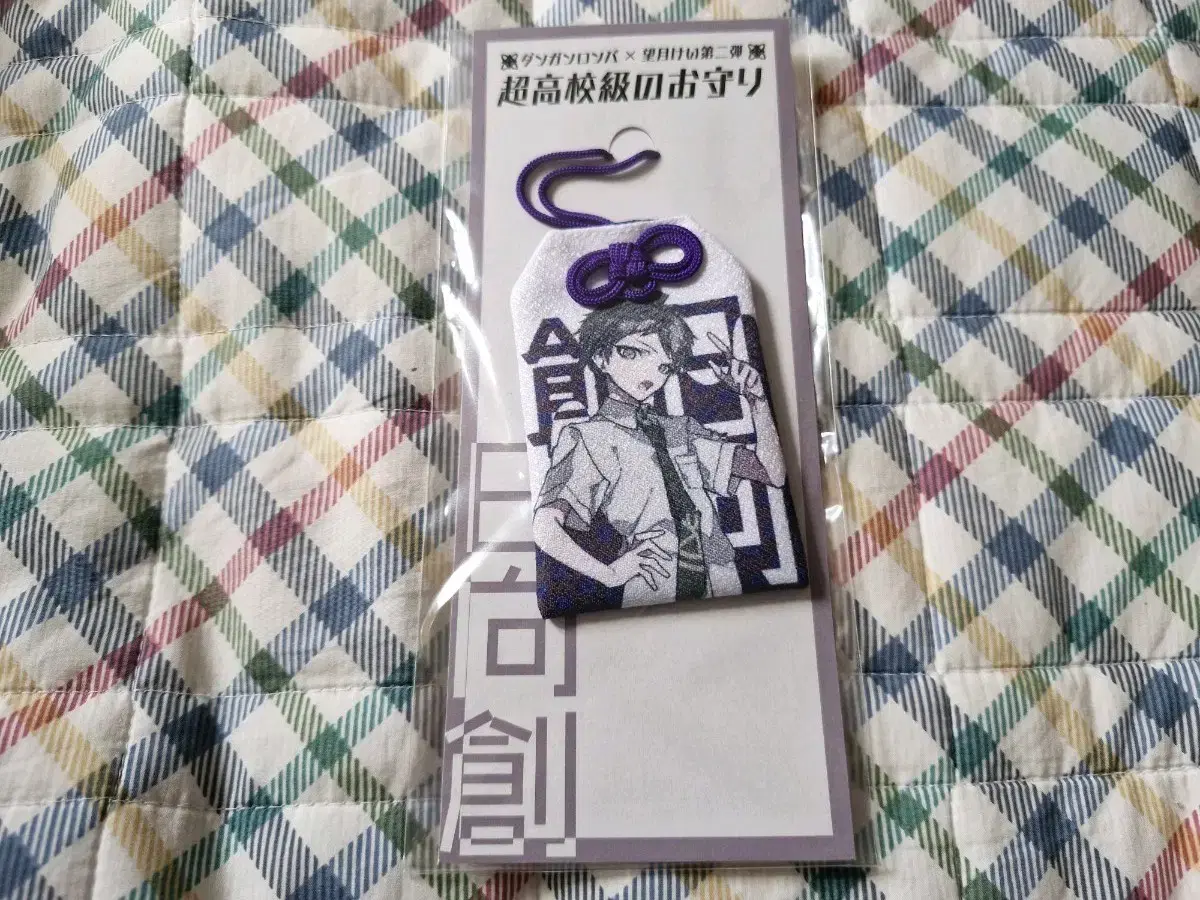 ダンガンロンパ × 望月けい第二弾
超高校級のお守り
創
日向創